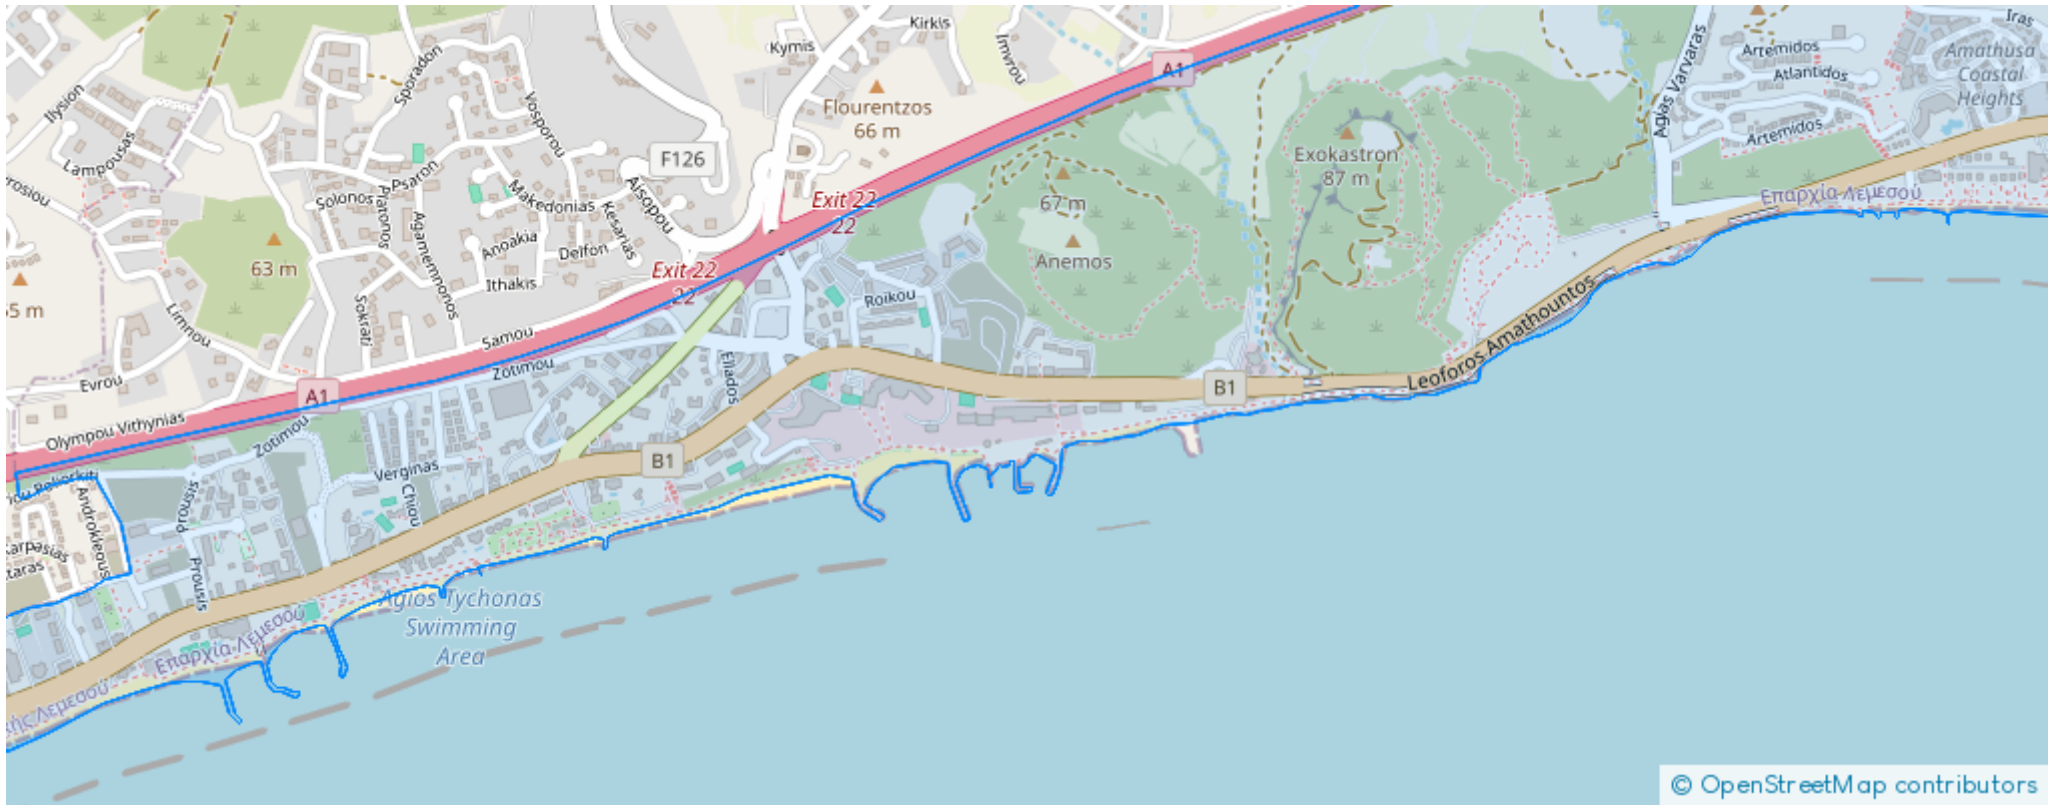 Kirkis
Kymis
Imvrou
A1
Iras
Artemidos
Amathusa
Coastal
Heights
Atlantidos
Sporadon
Ilysion
Flourentzos
66 m
Vosporou
Agias Varvaras
Artemidos
Lampousas
F126
Exokastron
87 m
Psaron
Solonos
Platonos
Makedonias
Aisopou
Kesarias
Exit 22
22
67 m
Επαρχία Λεμεσού
Agamemnonos
Anoakia
Delfon
63 m
Anemos
Exit 22
22
Ithakis
Roikou
Sokrati
Limnou
Samou
Leoforos Amathountos
Zotimou
Eliados
Evrou
A1
B1
Olympou Vithynias
Zotimou
B1
Verginas
Chiou
Androkleous
Prousis
Karpasias
Prousis
Agios Tychonas
Swimming
Area
Επαρχία Λεμεσού
Λεμεσού
© OpenStreetMap contributors